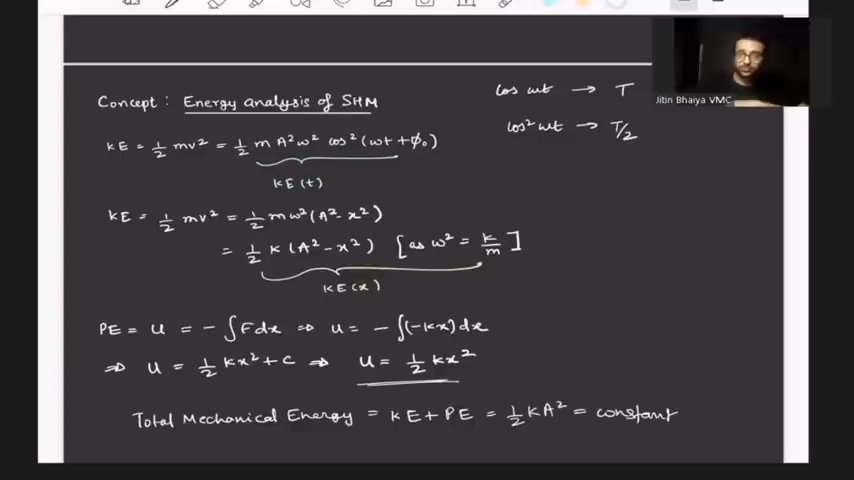 Concept : Energy analysis of SHM
cos ωt → T
cos² ωt → T/2
Jitin Bhaiya VMC
KE = 1/2 mv² = 1/2 m A² ω² cos² (ωt + φ₀)
KE (t)
KE = 1/2 mv² = 1/2 mω² (A² - x²)
= 1/2 K (A² - x²) [as ω² = k/m]
KE (x)
PE = U = - ∫F dx ⇒ U = - ∫(-Kx) dx
⇒ U = 1/2 Kx² + C ⇒ U = 1/2 Kx²
Total Mechanical Energy = KE + PE = 1/2 KA² = constant